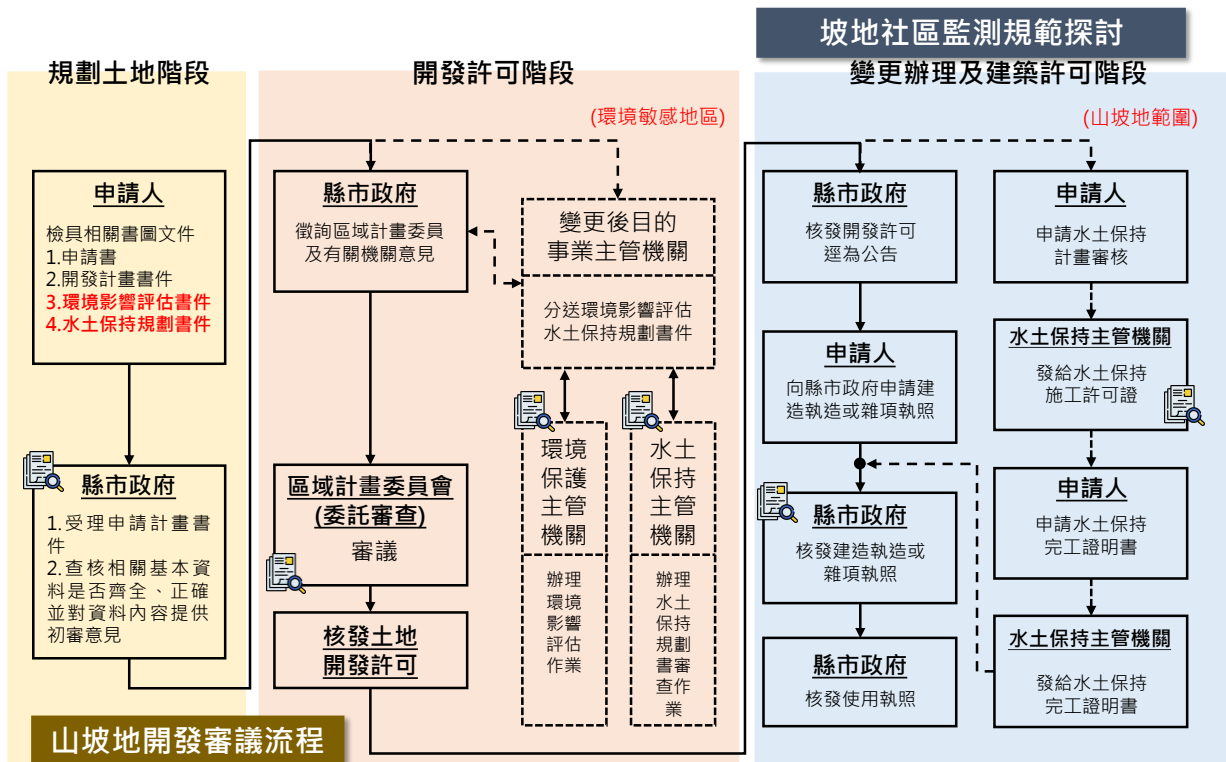 坡地社區監測規範探討
規劃土地階段
申請人
檢具相關書圖文件
1.申請書
2.開發計畫書件
3.環境影響評估書件
4.水土保持規劃書件
縣市政府
1.受理申請計畫書
件
2.查核相關基本資
料是否齊全、正確
並對資料內容提供
初審意見
開發許可階段
(環境敏感地區)
縣市政府
徵詢區域計畫委員
及有關機關意見
變更後目的
事業主管機關
分送環境影響評估
水土保持規劃書件
環境
保護
主管
機關
辦理
環境
影響
評估
作業
水土
保持
主管
機關
辦理
水土
保持
規劃
書審
查作
業
區域計畫委員會
(委託審查)
審議
核發土地
開發許可
變更辦理及建築許可階段
(山坡地範圍)
縣市政府
核發開發許可
逕為公告
申請人
向縣市政府申請建
造執造或雜項執照
縣市政府
核發建造執造或
雜項執照
縣市政府
核發使用執照
申請人
申請水土保持
計畫審核
水土保持主管機關
發給水土保持
施工許可證
申請人
申請水土保持
完工證明書
水土保持主管機關
發給水土保持
完工證明書
山坡地開發審議流程